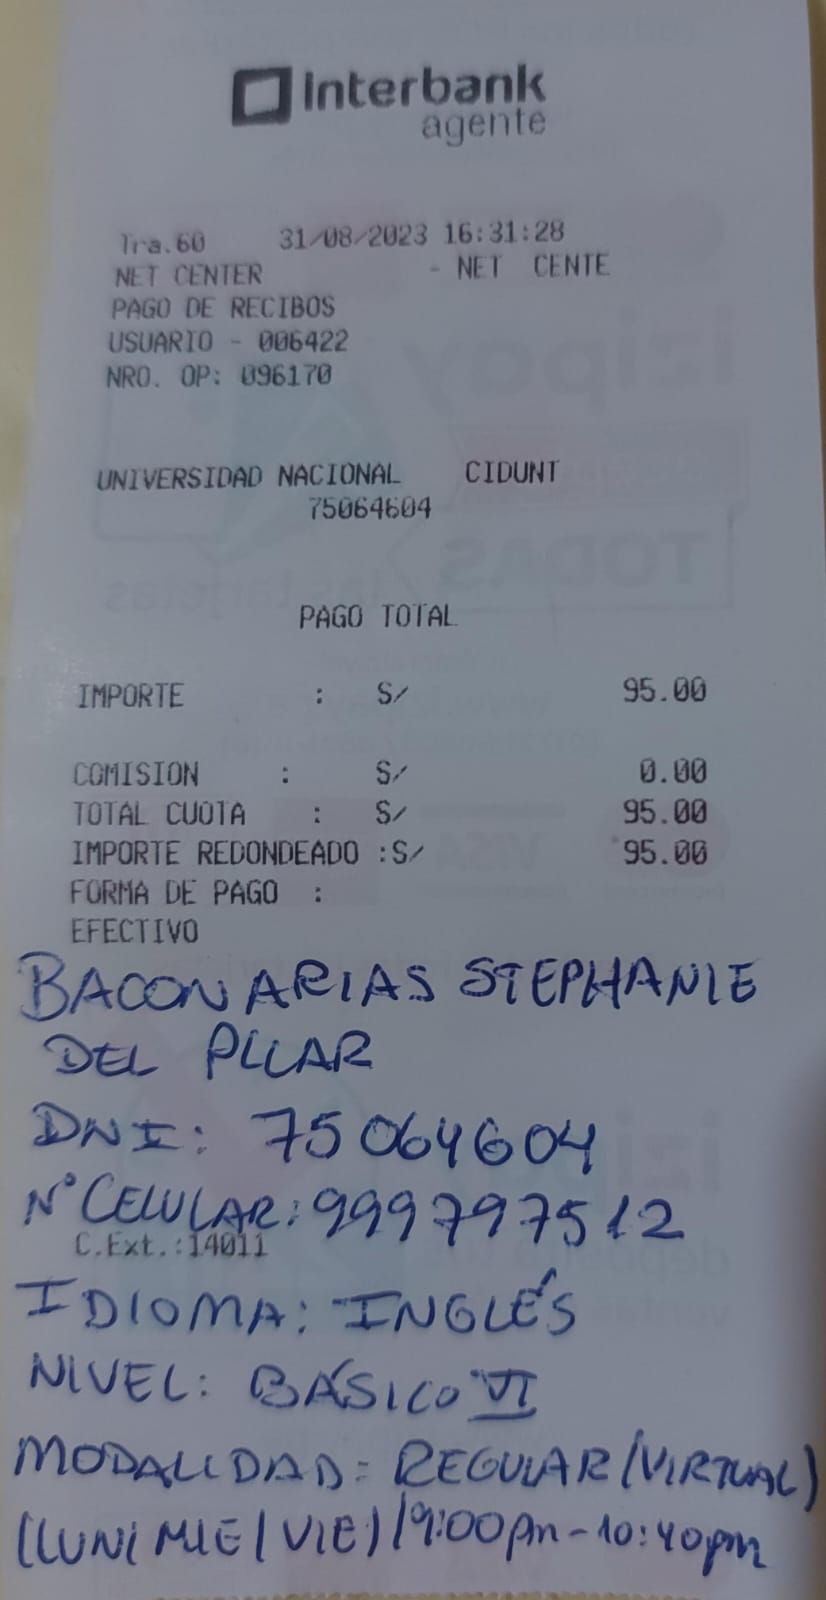 Interbank
agente
Tra.60 31/08/2023 16:31:28
NET CENTER - NET CENTE
PAGO DE RECIBOS
USUARIO - 006422
NRO. OP: 096170
UNIVERSIDAD NACIONAL CIDUNT
75064604
PAGO TOTAL
IMPORTE : S/ 95.00
COMISION : S/ 0.00
TOTAL CUOTA : S/ 95.00
IMPORTE REDONDEADO :S/ 95.00
FORMA DE PAGO :
EFECTIVO
BACON ARIAS STEPHANIE
DEL PILAR
DNI: 75064604
N° CELULAR: 999797512
C.Ext.:14011
IDIOMA: INGLÉS
NIVEL: BÁSICO VI
MODALIDAD: REGULAR (VIRTUAL)
(LUN/MIE/VIE)/9:00pm-10:40pm